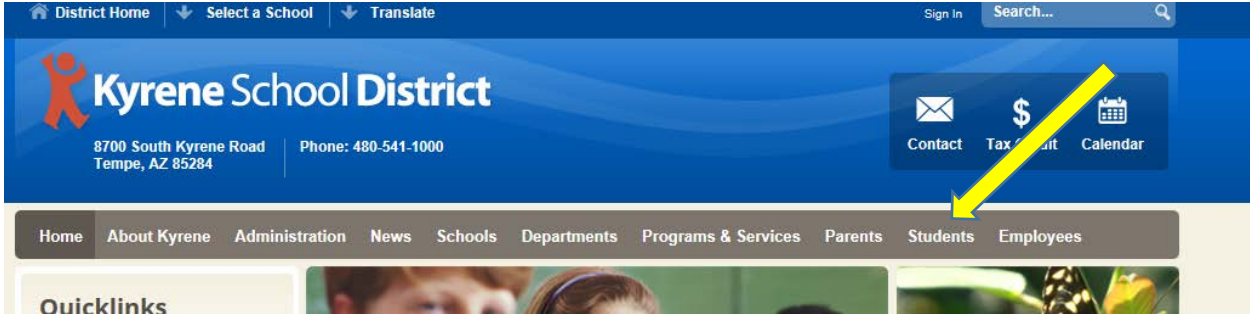 District Home Select a School Translate Sign In Search...
Kyrene School District
8700 South Kyrene Road Phone: 480-541-1000
Tempe, AZ 85284
Contact Tax Calendar
Home About Kyrene Administration News Schools Departments Programs & Services Parents Students Employees
Quicklinks